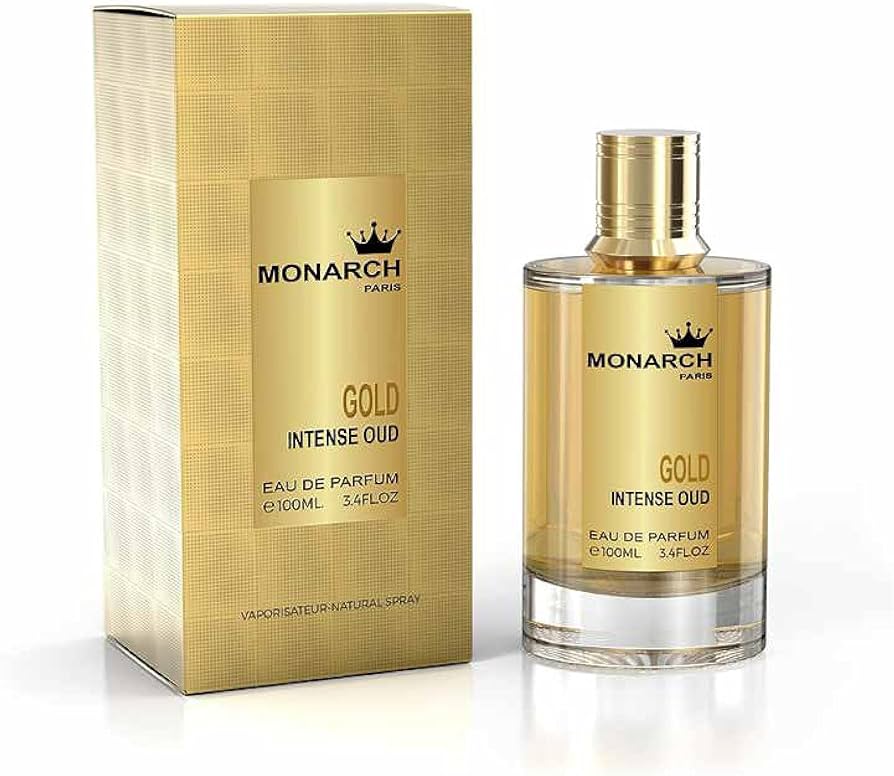 MONARCH
PARIS
GOLD
INTENSE OUD
EAU DE PARFUM
℮100ML 3.4FLOZ
VAPORISATEUR-NATURAL SPRAY
MONARCH
PARIS
GOLD
INTENSE OUD
EAU DE PARFUM
℮100ML 3.4FLOZ